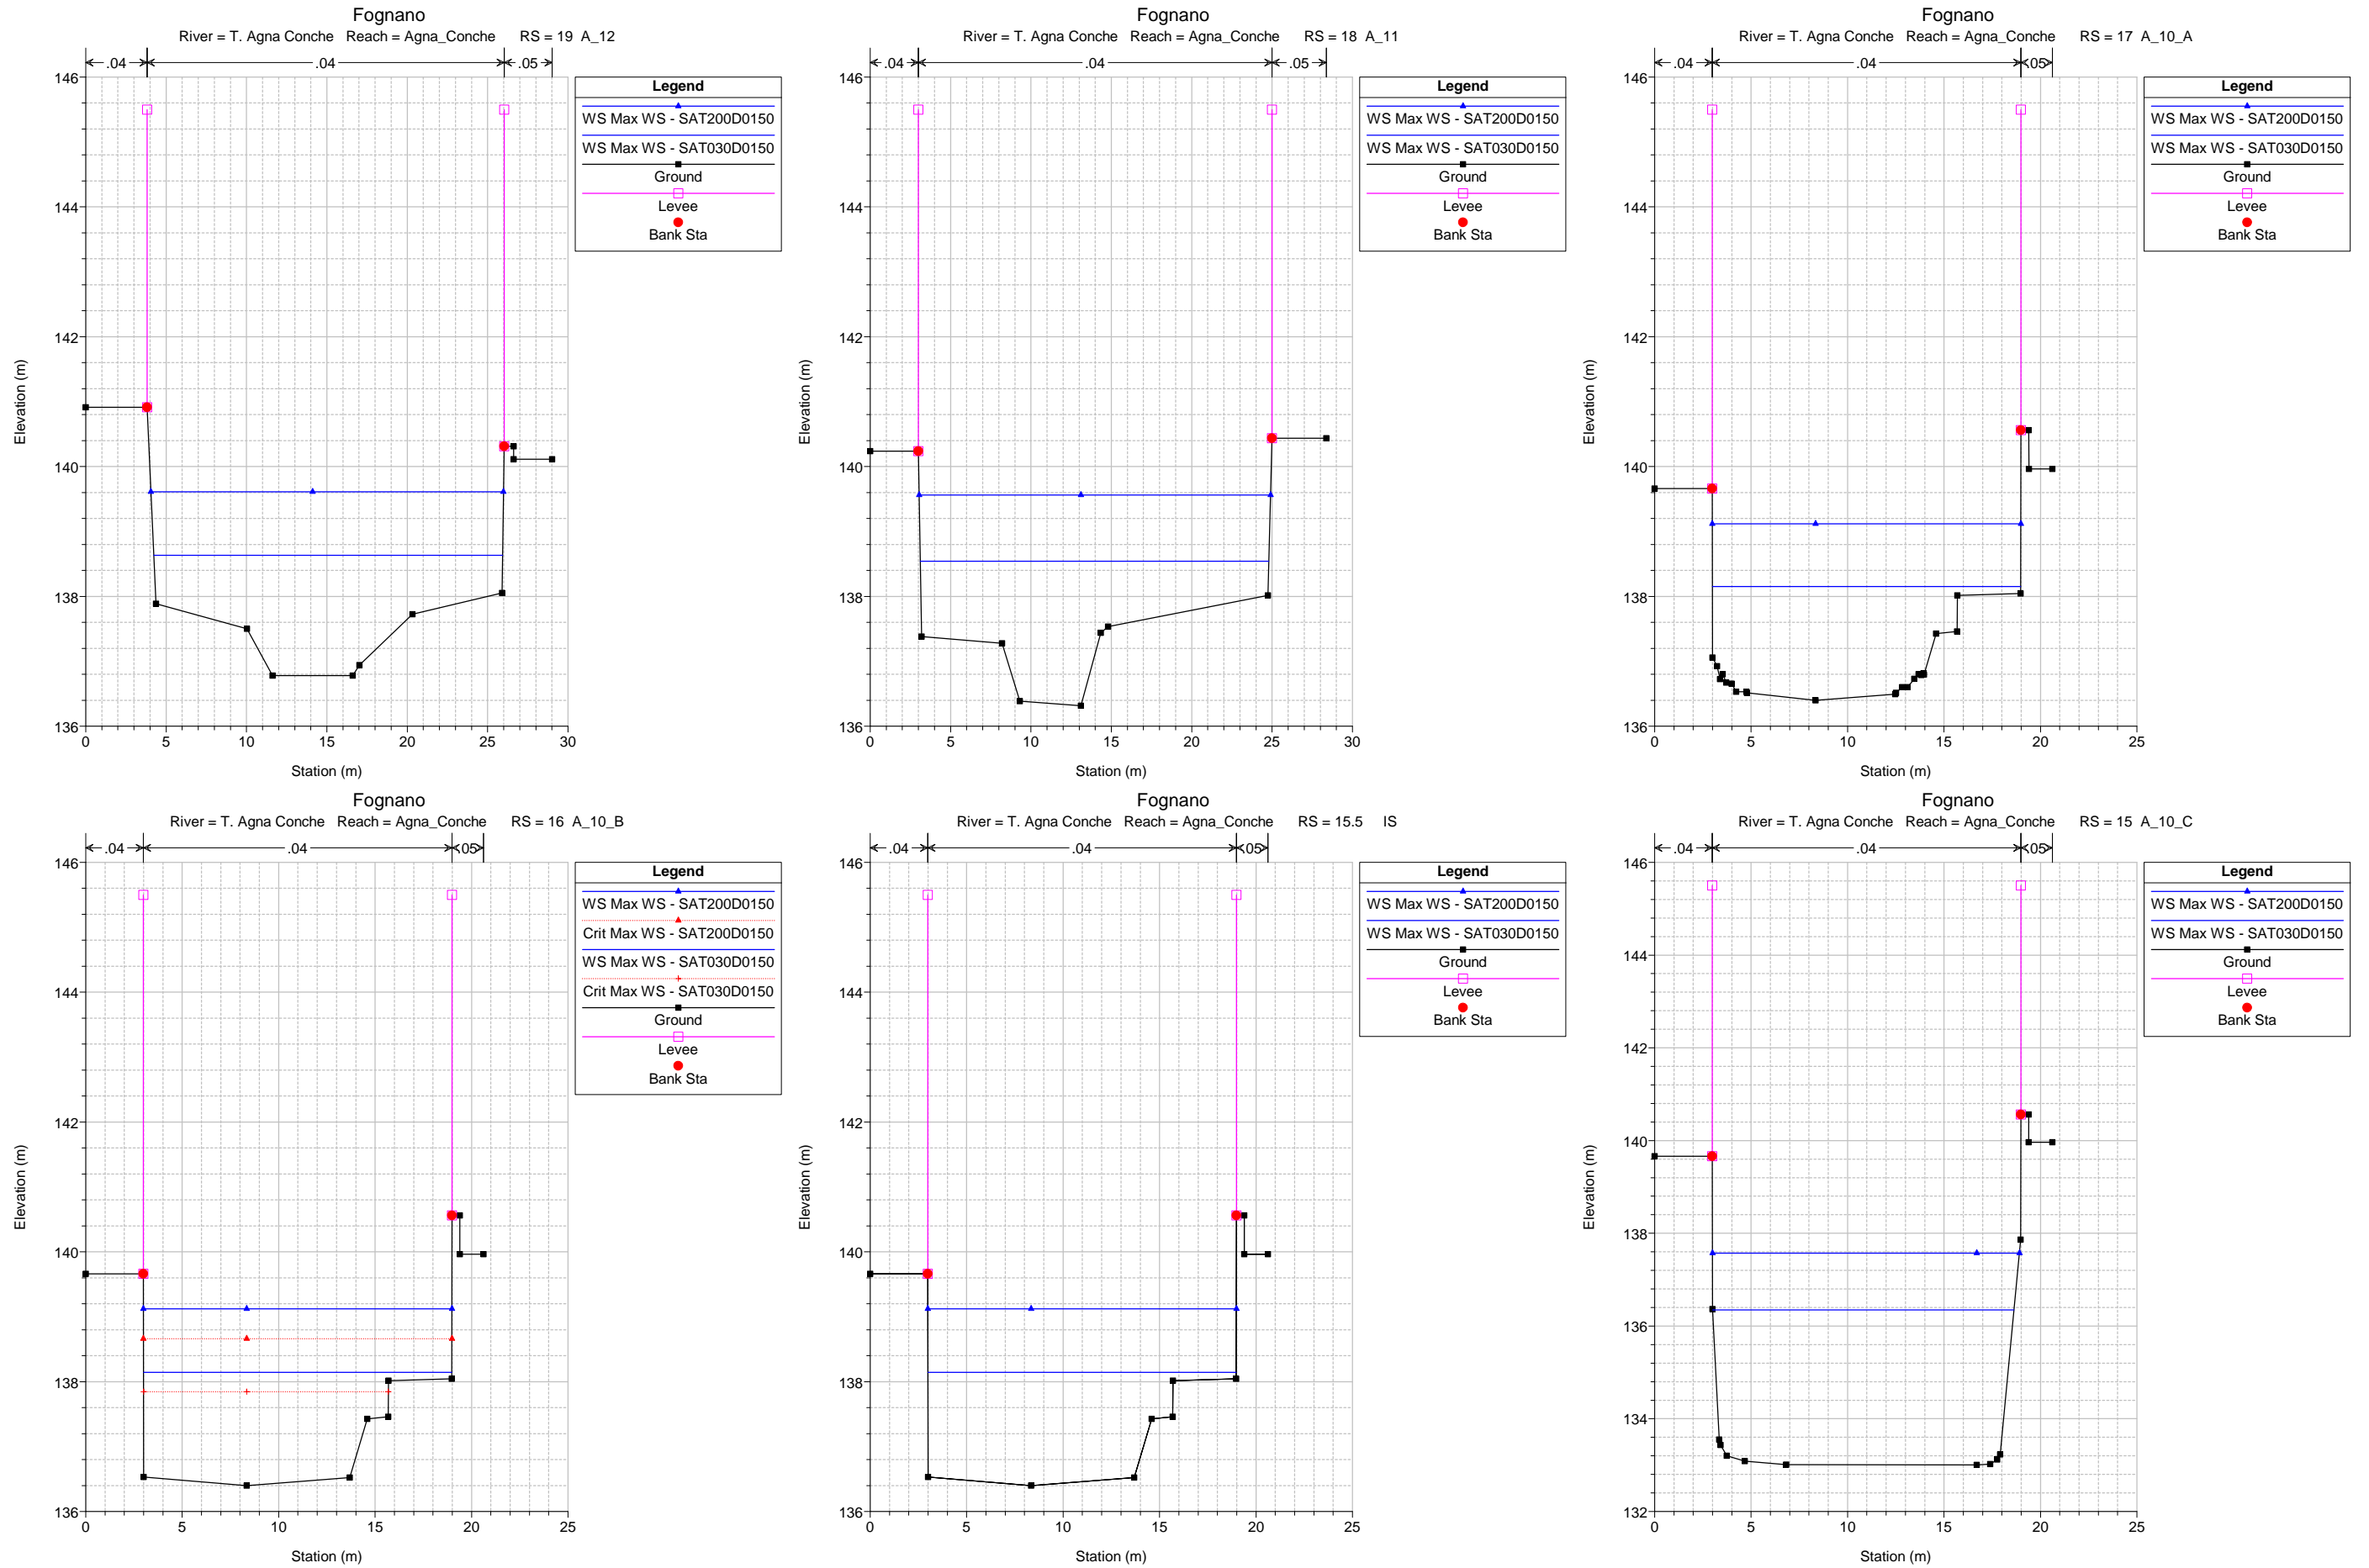 Fognano
River = T. Agna Conche Reach = Agna_Conche RS = 19 A_12
.04 .04 .05
146
144
142
140
138
136
0 5 10 15 20 25 30
Elevation (m)
Station (m)
Legend
WS Max WS - SAT200D0150
WS Max WS - SAT030D0150
Ground
Levee
Bank Sta
Fognano
River = T. Agna Conche Reach = Agna_Conche RS = 18 A_11
.04 .04 .05
146
144
142
140
138
136
0 5 10 15 20 25 30
Elevation (m)
Station (m)
Legend
WS Max WS - SAT200D0150
WS Max WS - SAT030D0150
Ground
Levee
Bank Sta
Fognano
River = T. Agna Conche Reach = Agna_Conche RS = 17 A_10_A
.04 .04 .05
146
144
142
140
138
136
0 5 10 15 20 25
Elevation (m)
Station (m)
Legend
WS Max WS - SAT200D0150
WS Max WS - SAT030D0150
Ground
Levee
Bank Sta
Fognano
River = T. Agna Conche Reach = Agna_Conche RS = 16 A_10_B
.04 .04 .05
146
144
142
140
138
136
0 5 10 15 20 25
Elevation (m)
Station (m)
Legend
WS Max WS - SAT200D0150
Crit Max WS - SAT200D0150
WS Max WS - SAT030D0150
Crit Max WS - SAT030D0150
Ground
Levee
Bank Sta
Fognano
River = T. Agna Conche Reach = Agna_Conche RS = 15.5 IS
.04 .04 .05
146
144
142
140
138
136
0 5 10 15 20 25
Elevation (m)
Station (m)
Legend
WS Max WS - SAT200D0150
WS Max WS - SAT030D0150
Ground
Levee
Bank Sta
Fognano
River = T. Agna Conche Reach = Agna_Conche RS = 15 A_10_C
.04 .04 .05
146
144
142
140
138
136
134
132
0 5 10 15 20 25
Elevation (m)
Station (m)
Legend
WS Max WS - SAT200D0150
WS Max WS - SAT030D0150
Ground
Levee
Bank Sta